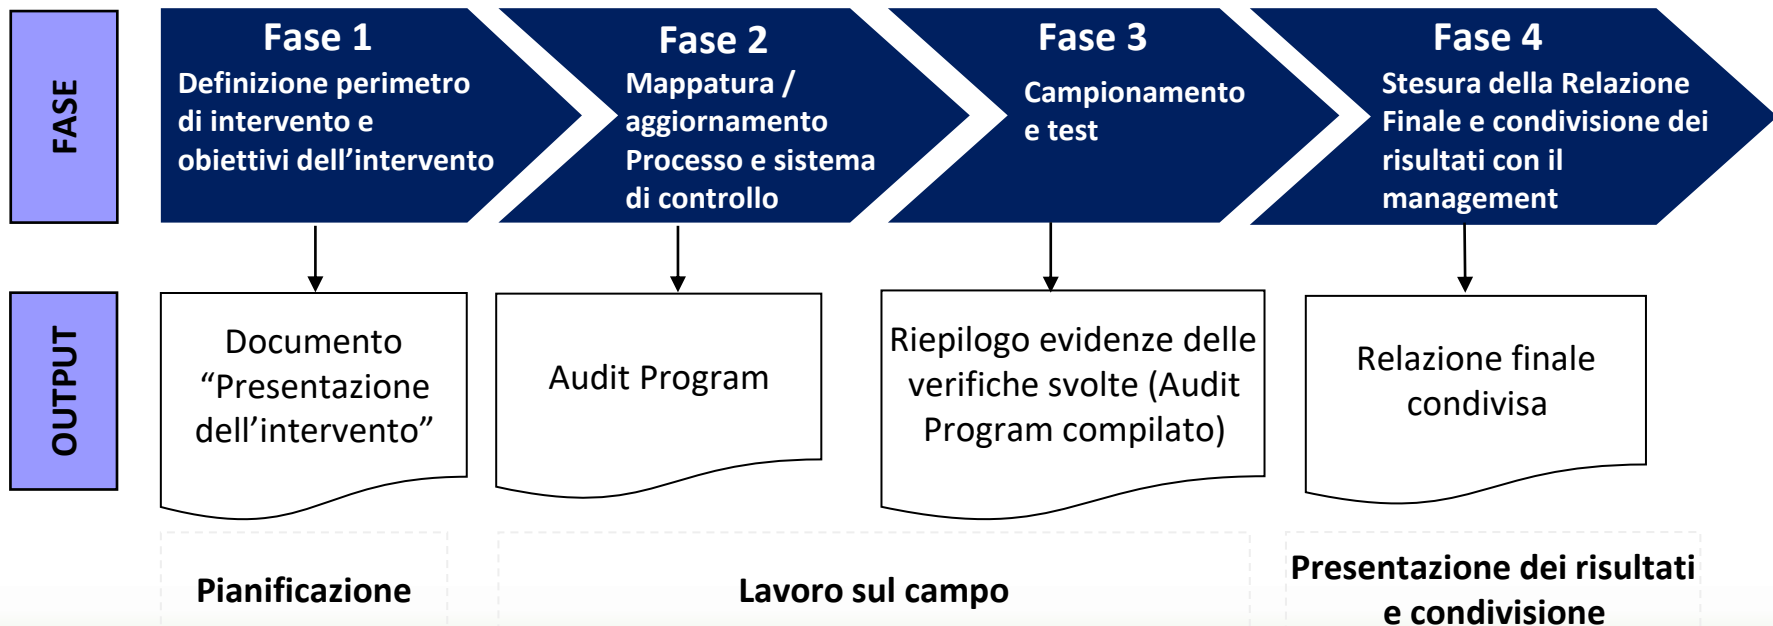 FASE
Fase 1
Definizione perimetro
di intervento e
obiettivi dell’intervento
Fase 2
Mappatura /
aggiornamento
Processo e sistema
di controllo
Fase 3
Campionamento
e test
Fase 4
Stesura della Relazione
Finale e condivisione dei
risultati con il
management
OUTPUT
Documento
“Presentazione
dell’intervento”
Audit Program
Riepilogo evidenze delle
verifiche svolte (Audit
Program compilato)
Relazione finale
condivisa
Pianificazione
Lavoro sul campo
Presentazione dei risultati
e condivisione